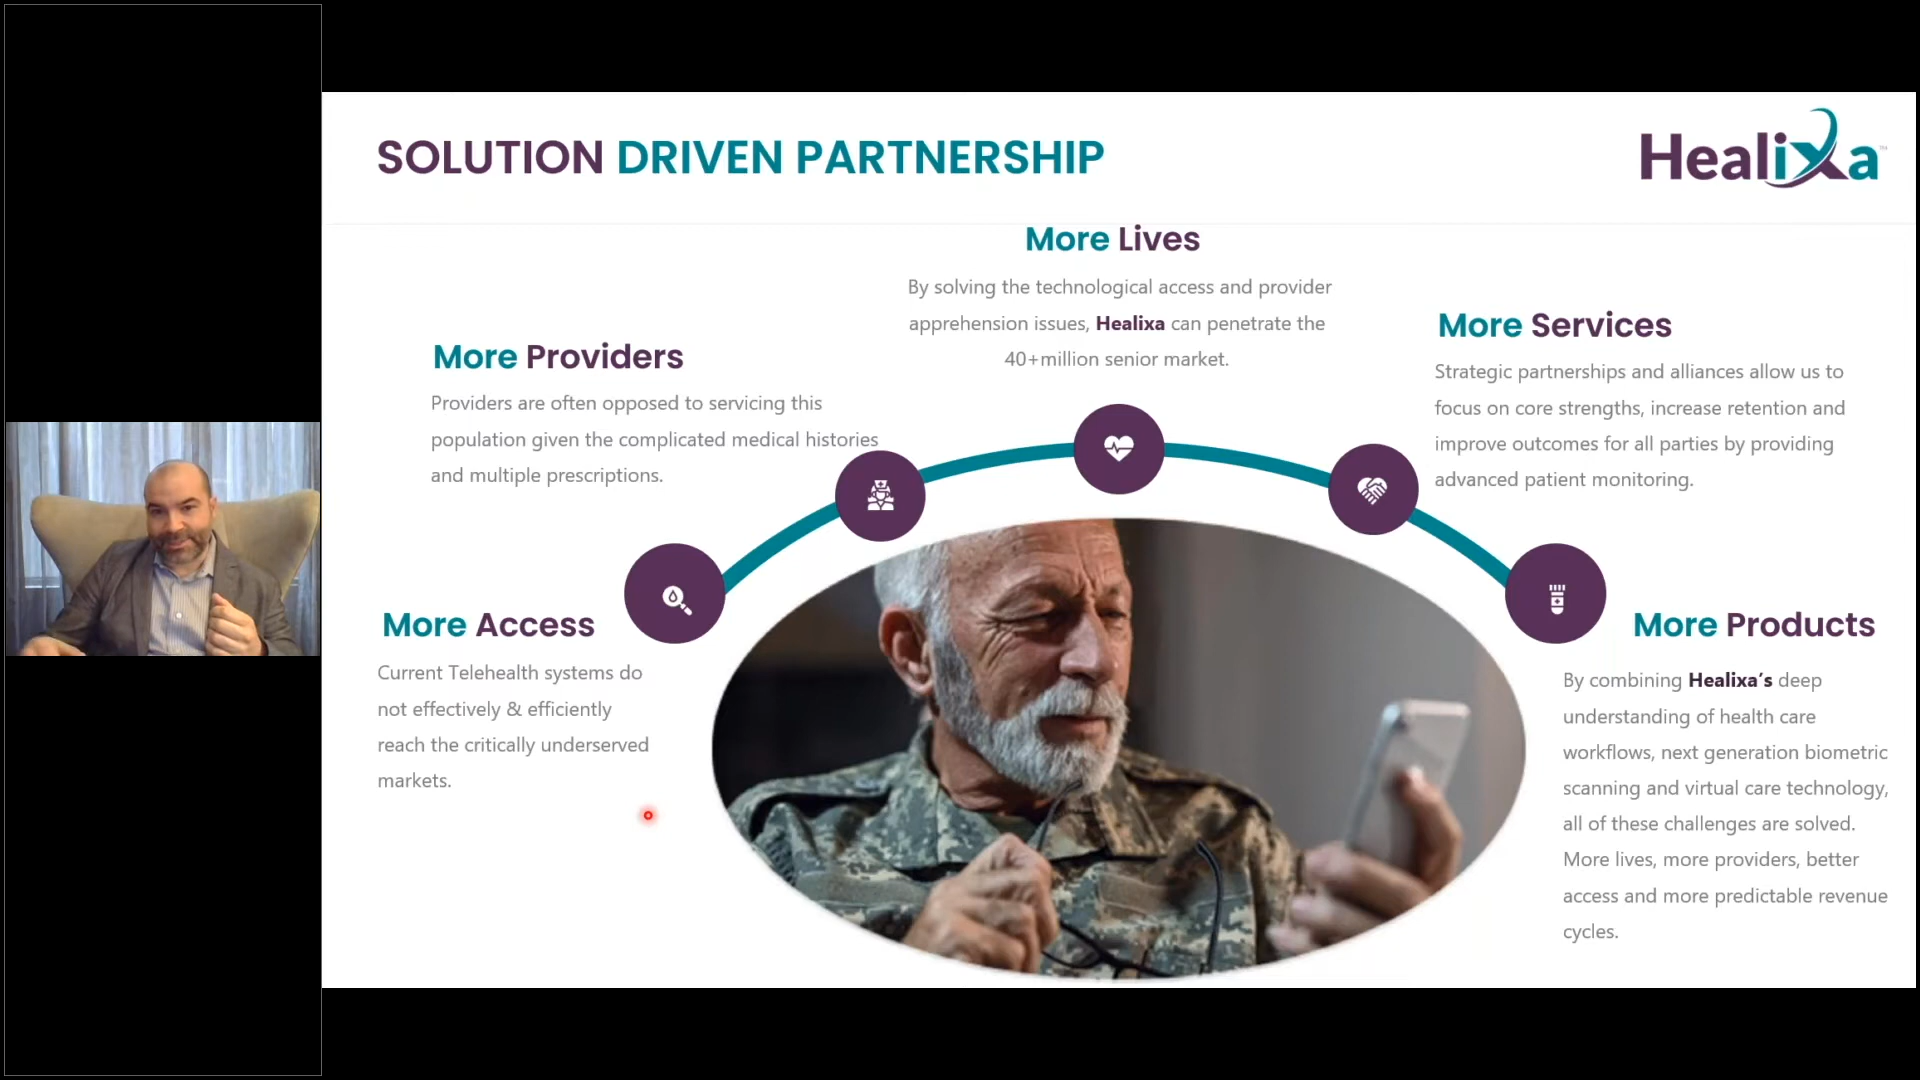 SOLUTION DRIVEN PARTNERSHIP
Healixa™
More Lives
By solving the technological access and provider
apprehension issues, Healixa can penetrate the
40+million senior market.
More Providers
Providers are often opposed to servicing this
population given the complicated medical histories
and multiple prescriptions.
More Services
Strategic partnerships and alliances allow us to
focus on core strengths, increase retention and
improve outcomes for all parties by providing
advanced patient monitoring.
More Access
Current Telehealth systems do
not effectively & efficiently
reach the critically underserved
markets.
More Products
By combining Healixa’s deep
understanding of health care
workflows, next generation biometric
scanning and virtual care technology,
all of these challenges are solved.
More lives, more providers, better
access and more predictable revenue
cycles.